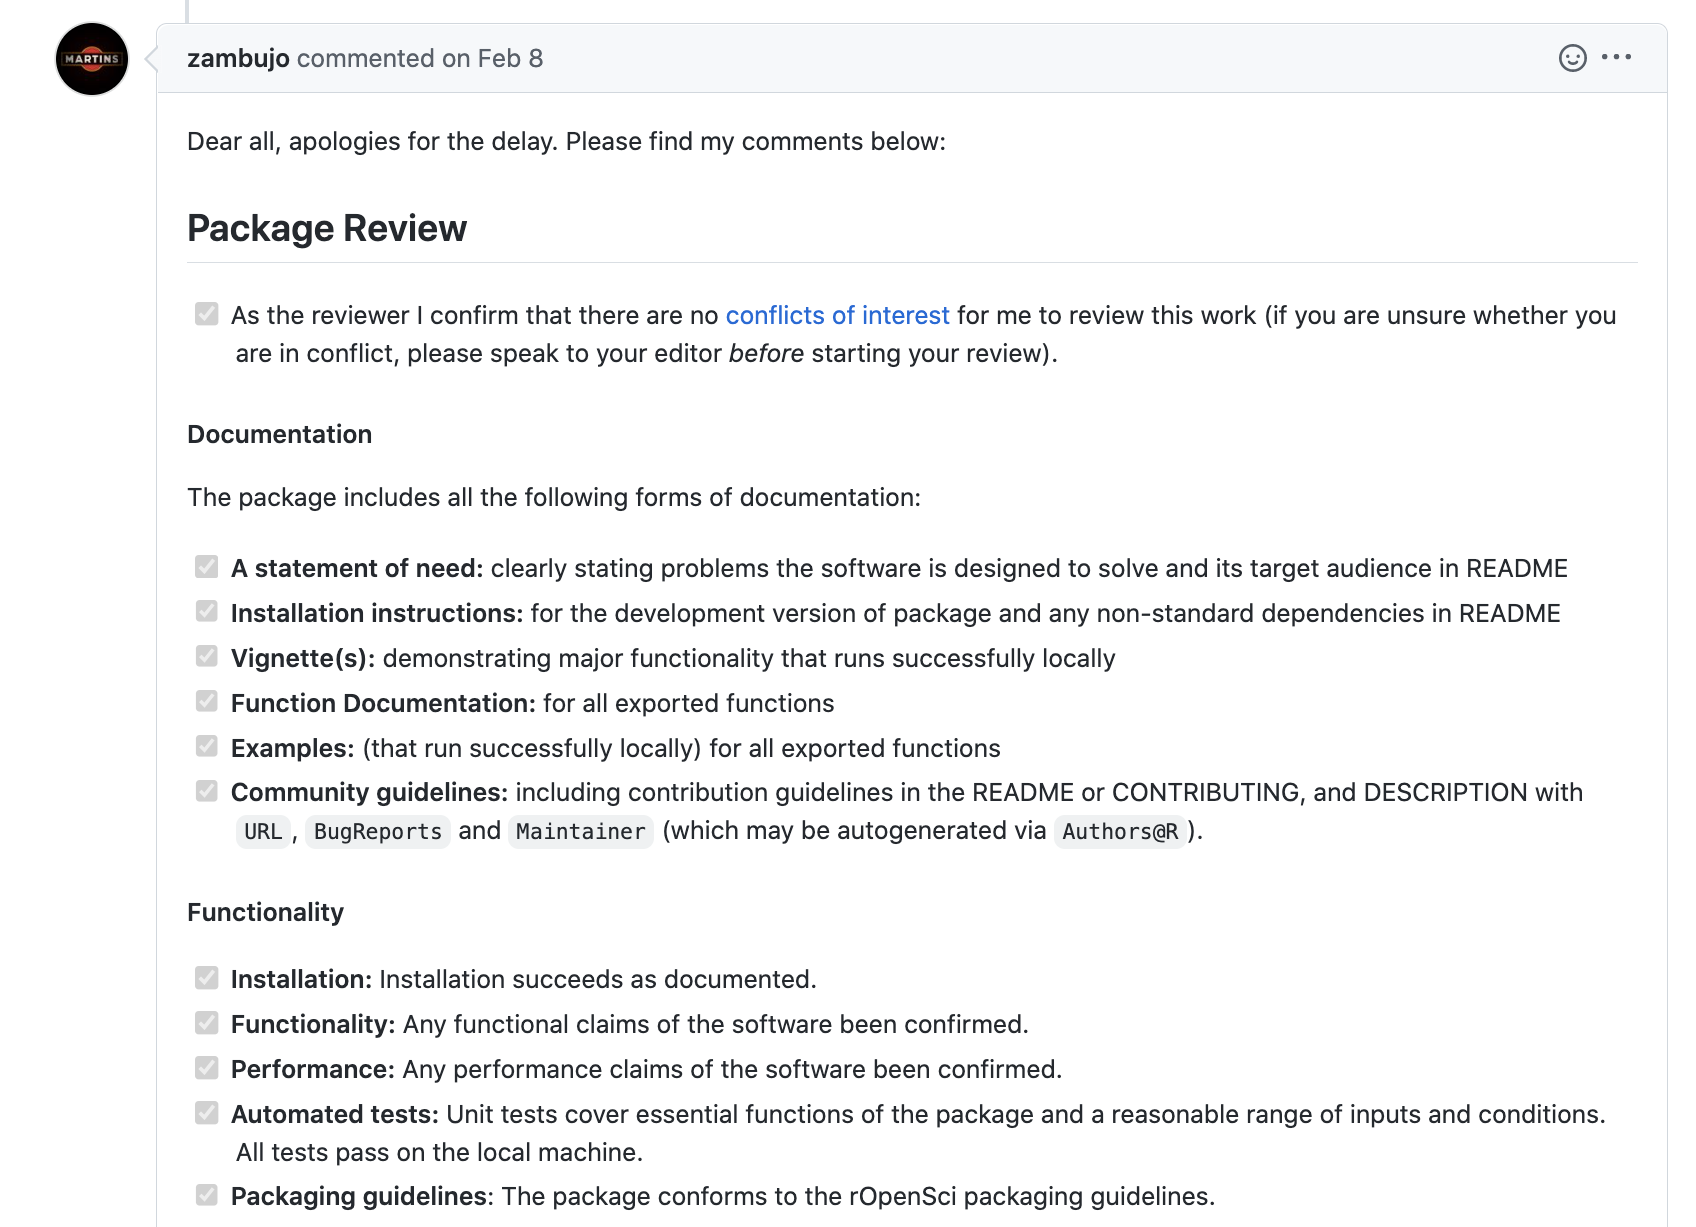 MARTINS
zambujo commented on Feb 8
Dear all, apologies for the delay. Please find my comments below:
Package Review
As the reviewer I confirm that there are no conflicts of interest for me to review this work (if you are unsure whether you
are in conflict, please speak to your editor before starting your review).
Documentation
The package includes all the following forms of documentation:
A statement of need: clearly stating problems the software is designed to solve and its target audience in README
Installation instructions: for the development version of package and any non-standard dependencies in README
Vignette(s): demonstrating major functionality that runs successfully locally
Function Documentation: for all exported functions
Examples: (that run successfully locally) for all exported functions
Community guidelines: including contribution guidelines in the README or CONTRIBUTING, and DESCRIPTION with
URL, BugReports and Maintainer (which may be autogenerated via Authors@R).
Functionality
Installation: Installation succeeds as documented.
Functionality: Any functional claims of the software been confirmed.
Performance: Any performance claims of the software been confirmed.
Automated tests: Unit tests cover essential functions of the package and a reasonable range of inputs and conditions.
All tests pass on the local machine.
Packaging guidelines: The package conforms to the rOpenSci packaging guidelines.